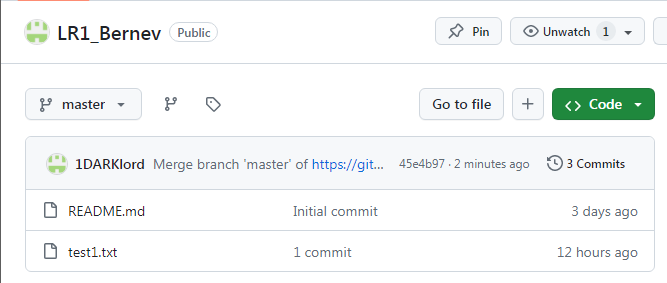 LR1_Bernev Public Pin Unwatch 1
master Go to file Code
1DARKlord Merge branch 'master' of https://git... 45e4b97 · 2 minutes ago 3 Commits
README.md Initial commit 3 days ago
test1.txt 1 commit 12 hours ago